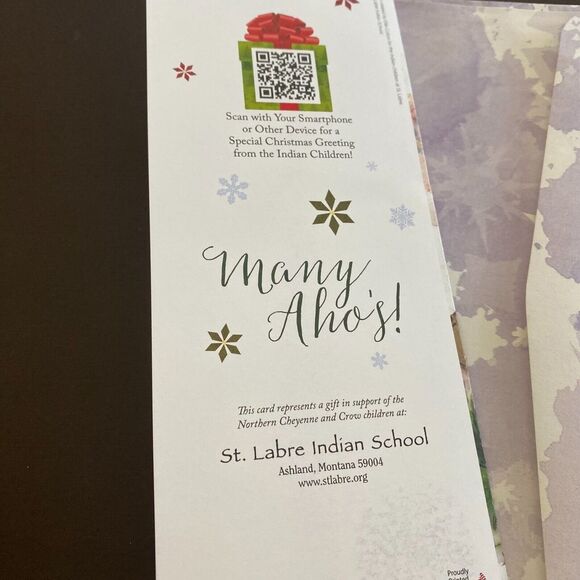 Scan with Your Smartphone
or Other Device for a
Special Christmas Greeting
from the Indian Children!
Many
Aho's!
This card represents a gift in support of the
Northern Cheyenne and Crow children at:
St. Labre Indian School
Ashland, Montana 59004
www.stlabre.org
Proudly
Printed